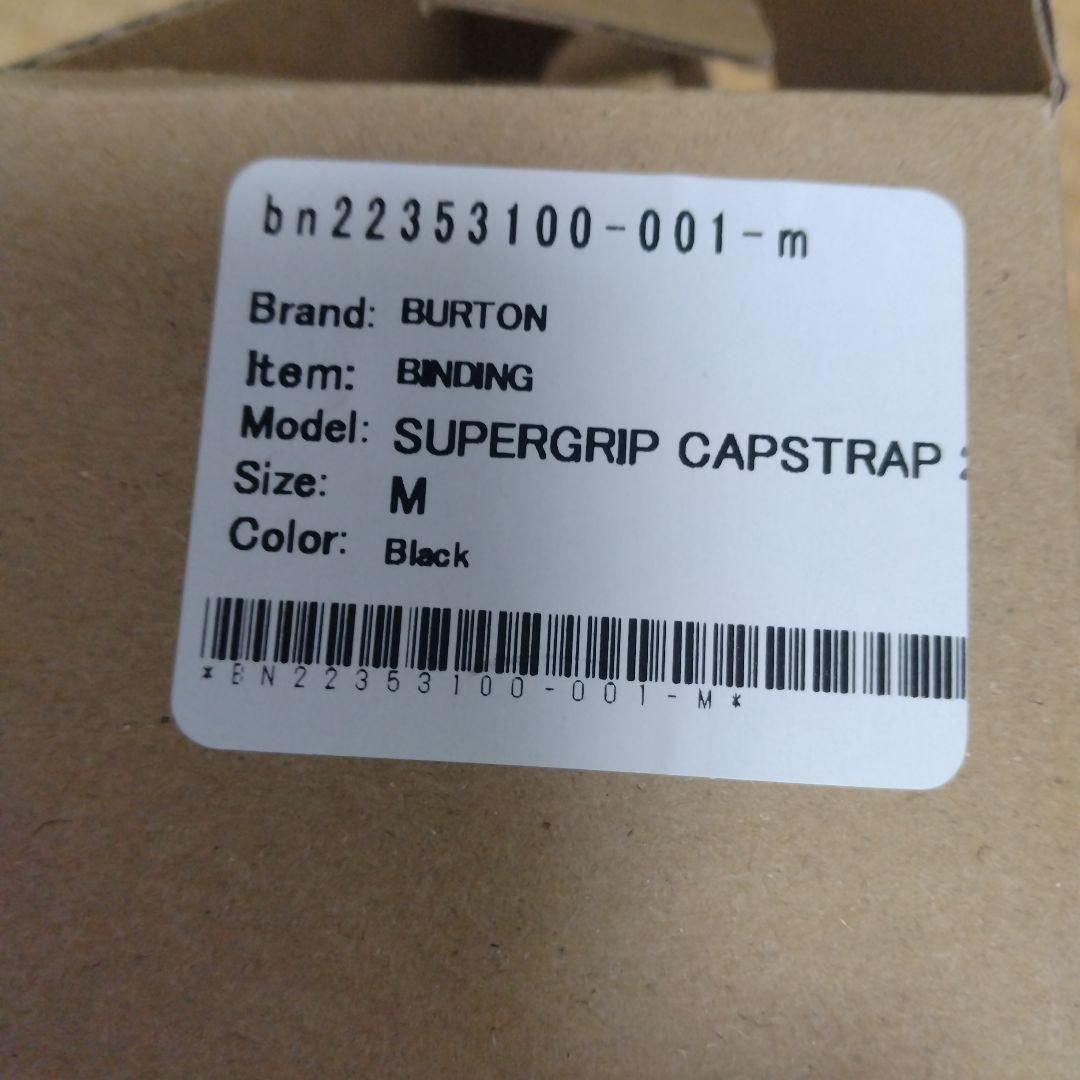 bn22353100-001-m
Brand: BURTON
Item: BINDING
Model: SUPERGRIP CAPSTRAP
Size: M
Color: Black
*BN22353100-001-M*